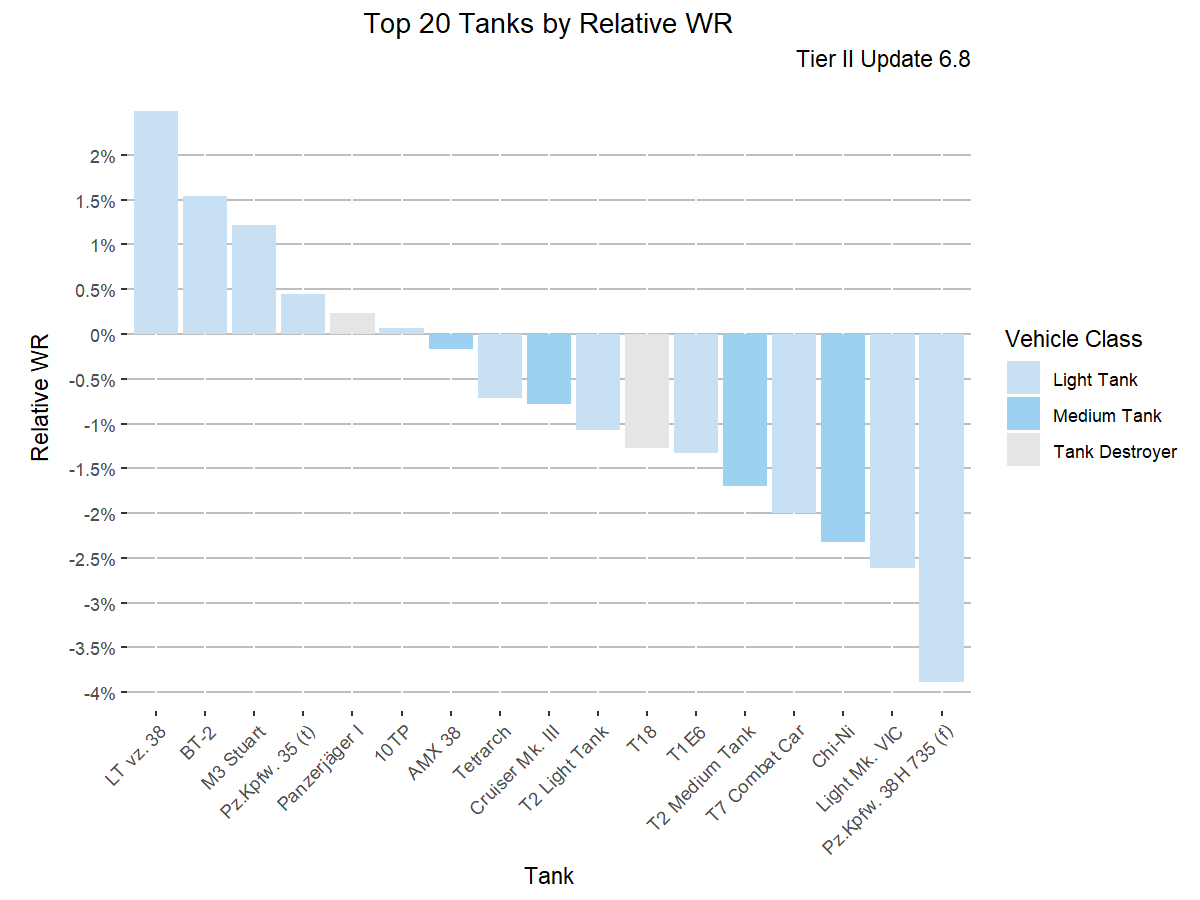 Top 20 Tanks by Relative WR
Tier II Update 6.8
2%
1.5%
1%
0.5%
0%
-0.5%
-1%
-1.5%
-2%
-2.5%
-3%
-3.5%
-4%
Relative WR
LT vz. 38
BT-2
M3 Stuart
Pz.Kpfw. 35 (t)
Panzerjäger I
10TP
AMX 38
Tetrarch
Cruiser Mk. III
T2 Light Tank
T18
T1E6
T2 Medium Tank
T7 Combat Car
Chi-Ni
Light Mk. VIC
Pz.Kpfw. 38H 735 (f)
Tank
Vehicle Class
Light Tank
Medium Tank
Tank Destroyer